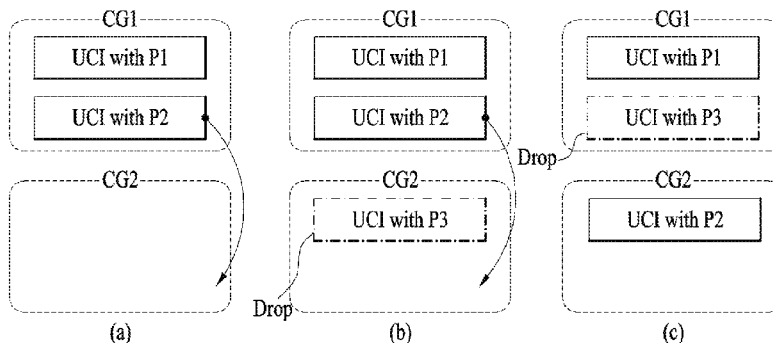 CG1
UCI with P1
UCI with P2
CG2
(a)
CG1
UCI with P1
UCI with P2
CG2
UCI with P3
Drop
(b)
CG1
UCI with P1
UCI with P3
Drop
CG2
UCI with P2
(c)